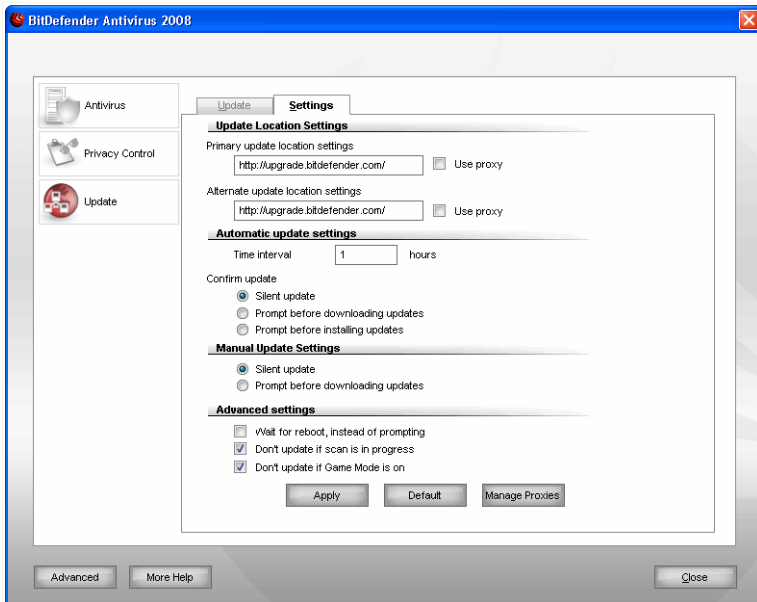 BitDefender Antivirus 2008
Antivirus
Privacy Control
Update
Update Settings
Update Location Settings
Primary update location settings
http://upgrade.bitdefender.com/ Use proxy
Alternate update location settings
http://upgrade.bitdefender.com/ Use proxy
Automatic update settings
Time interval 1 hours
Confirm update
Silent update
Prompt before downloading updates
Prompt before installing updates
Manual Update Settings
Silent update
Prompt before downloading updates
Advanced settings
Wait for reboot, instead of prompting
Don't update if scan is in progress
Don't update if Game Mode is on
Apply Default Manage Proxies
Advanced More Help Close